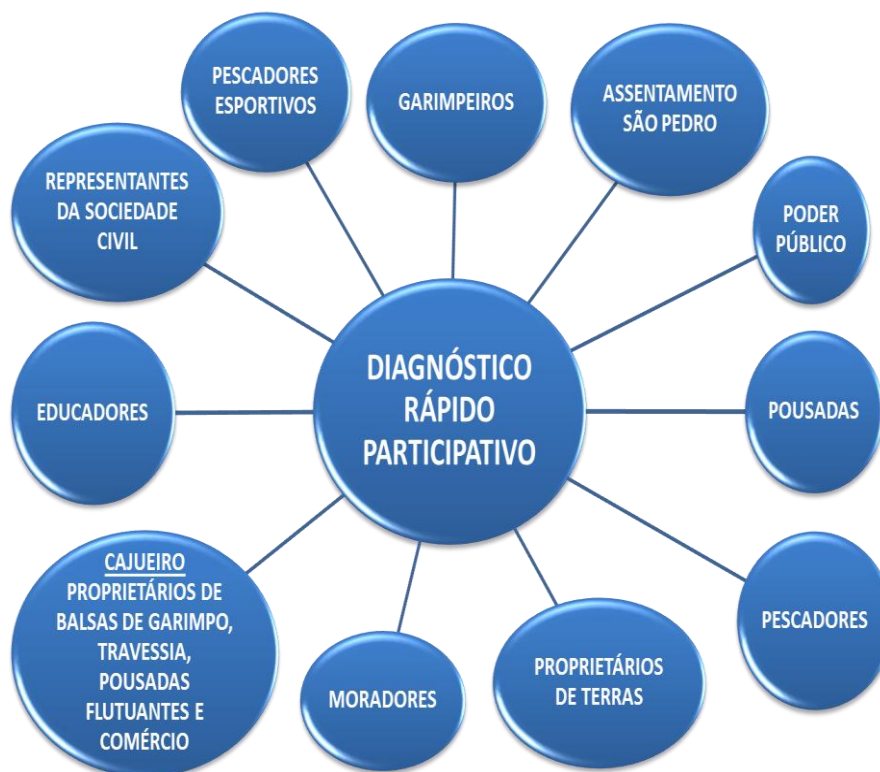 PESCADORES
ESPORTIVOS
GARIMPEIROS
ASSENTAMENTO
SÃO PEDRO
REPRESENTANTES
DA SOCIEDADE
CIVIL
PODER
PÚBLICO
DIAGNÓSTICO
RÁPIDO
PARTICIPATIVO
EDUCADORES
POUSADAS
CAJUEIRO
PROPRIETÁRIOS DE
BALSAS DE GARIMPO,
TRAVESSIA,
POUSADAS
FLUTUANTES E
COMÉRCIO
MORADORES
PROPRIETÁRIOS
DE TERRAS
PESCADORES